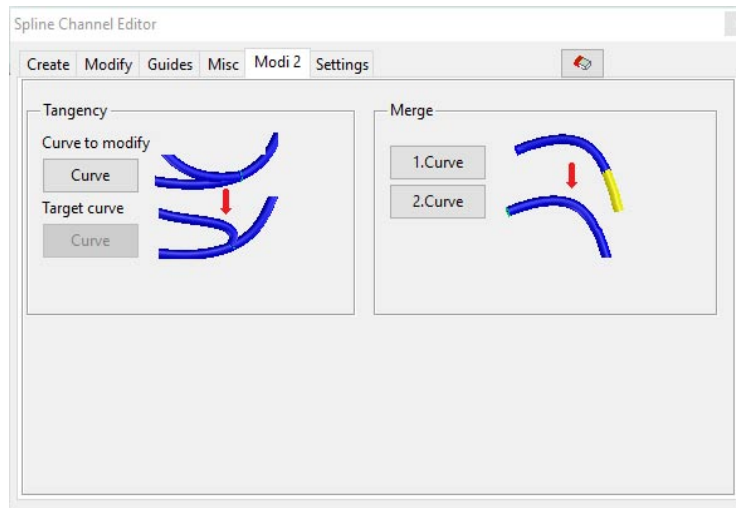 Spline Channel Editor
Create Modify Guides Misc Modi 2 Settings
Tangency
Curve to modify
Curve
Target curve
Curve
Merge
1.Curve
2.Curve